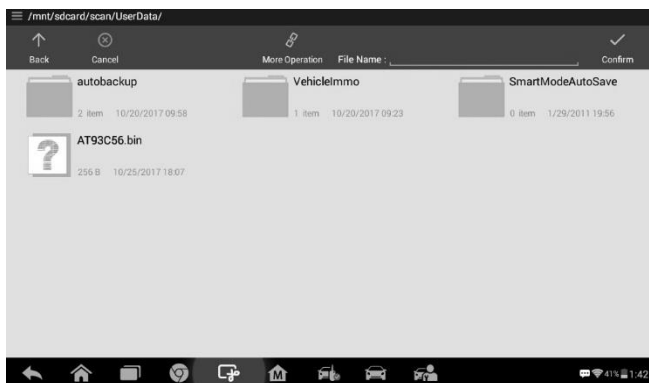 /mnt/sdcard/scan/UserData/
Back Cancel More Operation File Name : Confirm
autobackup VehicleImmo SmartModeAutoSave
2 item 10/20/2017 09:58 1 item 10/20/2017 09:23 0 item 1/29/2011 19:56
AT93C56.bin
256 B 10/25/2017 18:07
M 41% 1:42